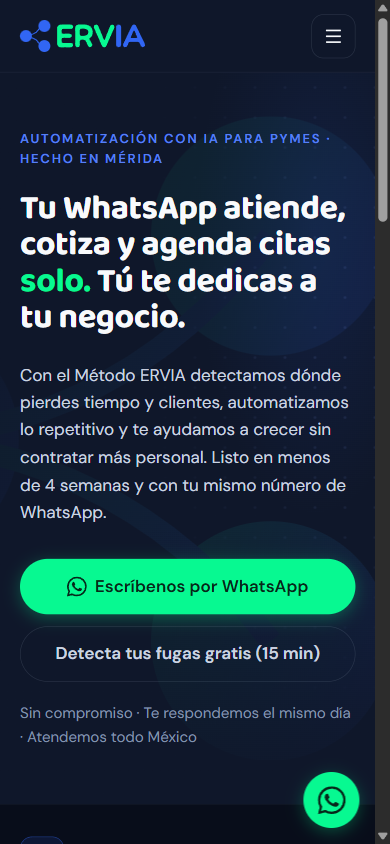 ERVIA
AUTOMATIZACIÓN CON IA PARA PYMES ·
HECHO EN MÉRIDA
Tu WhatsApp atiende,
cotiza y agenda citas
solo. Tú te dedicas a
tu negocio.
Con el Método ERVIA detectamos dónde
pierdes tiempo y clientes, automatizamos
lo repetitivo y te ayudamos a crecer sin
contratar más personal. Listo en menos
de 4 semanas y con tu mismo número de
WhatsApp.
Escríbenos por WhatsApp
Detecta tus fugas gratis (15 min)
Sin compromiso · Te respondemos el mismo día
· Atendemos todo México